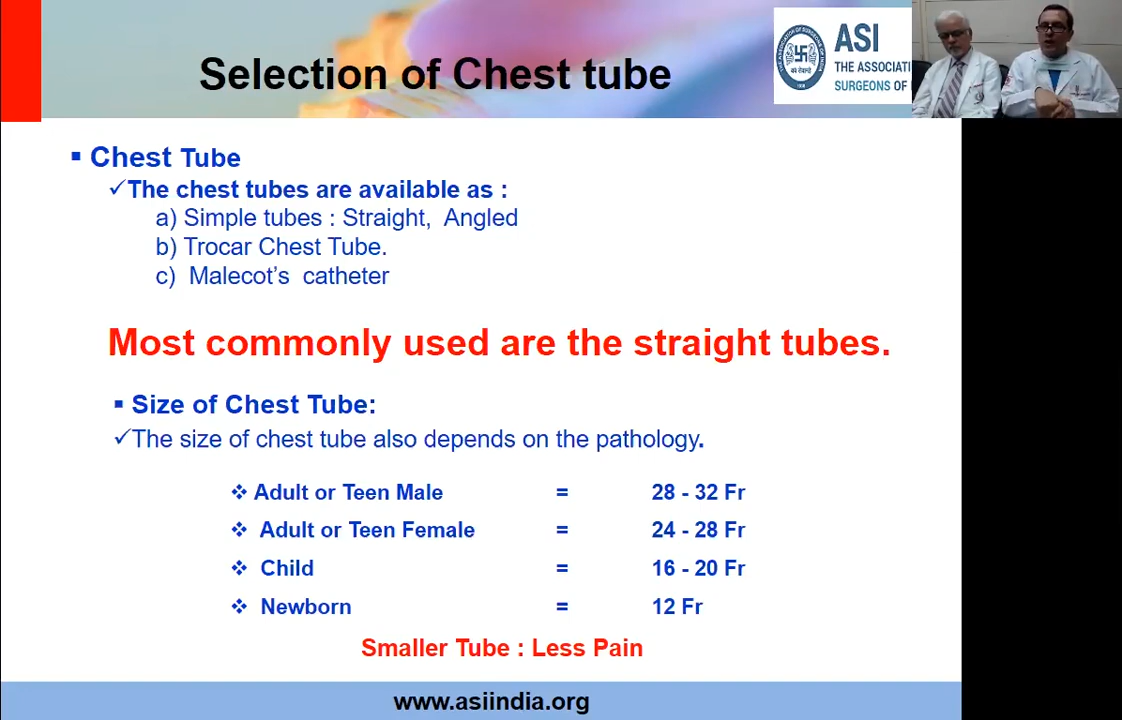 Selection of Chest tube
ASI
THE ASSOCIATI
SURGEONS OF
▪ Chest Tube
✓The chest tubes are available as :
a) Simple tubes : Straight, Angled
b) Trocar Chest Tube.
c) Malecot’s catheter
Most commonly used are the straight tubes.
▪ Size of Chest Tube:
✓The size of chest tube also depends on the pathology.
❖ Adult or Teen Male = 28 - 32 Fr
❖ Adult or Teen Female = 24 - 28 Fr
❖ Child = 16 - 20 Fr
❖ Newborn = 12 Fr
Smaller Tube : Less Pain
www.asiindia.org